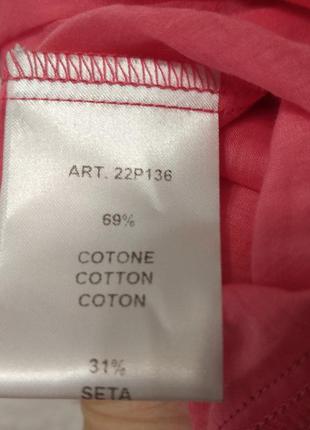 ART. 22P136
69%
COTONE
COTTON
COTON
31%
SETA